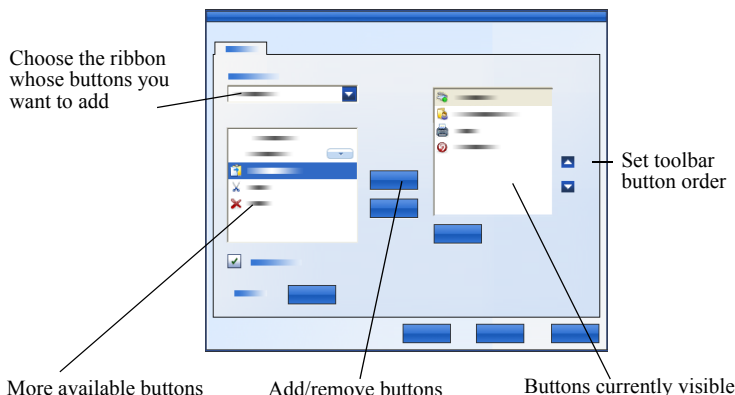 Choose the ribbon
whose buttons you
want to add
Set toolbar
button order
More available buttons
Add/remove buttons
Buttons currently visible